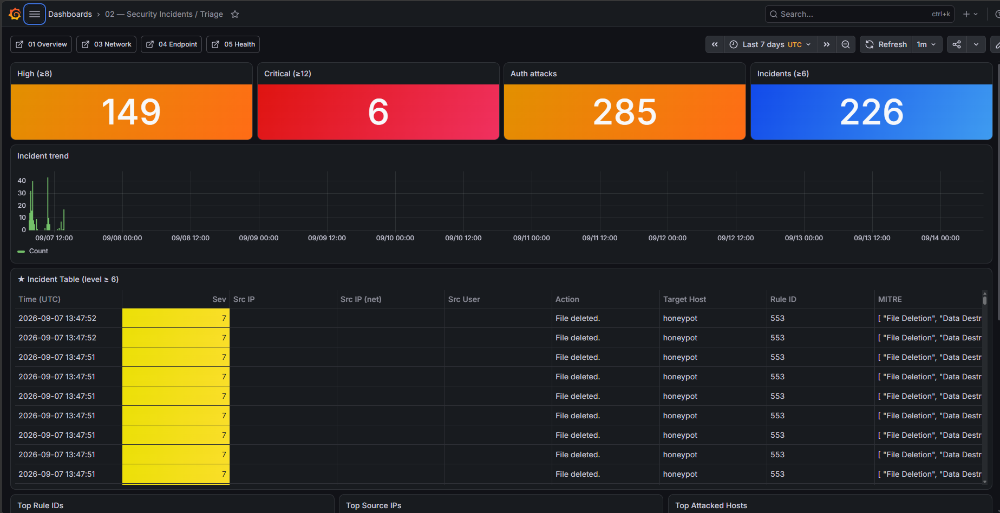 Dashboards › 02 — Security Incidents / Triage
Search... ctrl+k
01 Overview 03 Network 04 Endpoint 05 Health
Last 7 days UTC Refresh 1m
High (≥8) Critical (≥12) Auth attacks Incidents (≥6)
149 6 285 226
Incident trend
40
30
20
10
0
09/07 12:00 09/08 00:00 09/08 12:00 09/09 00:00 09/09 12:00 09/10 00:00 09/10 12:00 09/11 00:00 09/11 12:00 09/12 00:00 09/12 12:00 09/13 00:00 09/13 12:00 09/14 00:00
Count
★ Incident Table (level ≥ 6)
Time (UTC) Sev Src IP Src IP (net) Src User Action Target Host Rule ID MITRE
2026-09-07 13:47:52 7 File deleted. honeypot 553 [ "File Deletion", "Data Destr
2026-09-07 13:47:52 7 File deleted. honeypot 553 [ "File Deletion", "Data Destr
2026-09-07 13:47:51 7 File deleted. honeypot 553 [ "File Deletion", "Data Destr
2026-09-07 13:47:51 7 File deleted. honeypot 553 [ "File Deletion", "Data Destr
2026-09-07 13:47:51 7 File deleted. honeypot 553 [ "File Deletion", "Data Destr
2026-09-07 13:47:51 7 File deleted. honeypot 553 [ "File Deletion", "Data Destr
2026-09-07 13:47:51 7 File deleted. honeypot 553 [ "File Deletion", "Data Destr
2026-09-07 13:47:51 7 File deleted. honeypot 553 [ "File Deletion", "Data Destr
2026-09-07 13:47:51 7 File deleted. honeypot 553 [ "File Deletion", "Data Destr
Top Rule IDs Top Source IPs Top Attacked Hosts